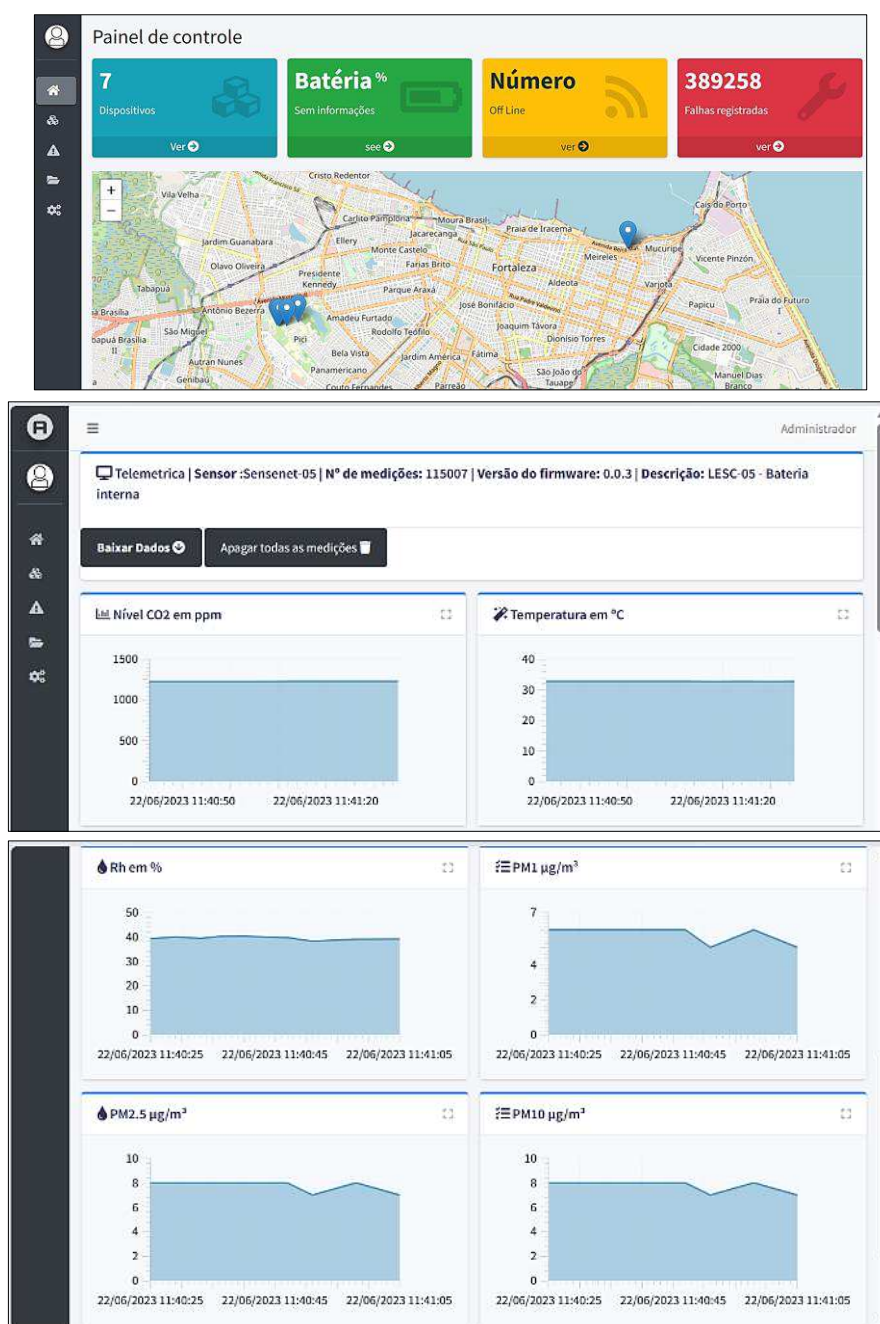 Painel de controle
7
Dispositivos
Ver
Batéria %
Sem informações
see
Número
Off Line
ver
389258
Falhas registradas
ver
+
−
Cristo Redentor
Vila Velha
Carlito Pamplona
Moura Brasil
Praia de Iracema
Cais do Porto
Jacarecanga
Jardim Guanabara
Ellery
Monte Castelo
Meireles
Mucuripe
Vicente Pinzón
Olavo Oliveira
Farias Brito
Fortaleza
Presidente
Kennedy
Tabapuá
Parque Araxá
Aldeota
Varjota
Antônio Bezerra
José Bonifácio
Papicu
Praia do Futuro
I
Amadeu Furtado
São Miguel
Rodolfo Teófilo
Joaquim Távora
Pici
Dionísio Torres
Cidade 2000
II
Bela Vista
Jardim América
Fátima
Autran Nunes
Panamericano
São João do
Tauape
Manuel Dias
Branco
Genibaú
Couto Fernandes
Parreão
Administrador
Telemetrica | Sensor :Sensenet-05 | Nº de medições: 115007 | Versão do firmware: 0.0.3 | Descrição: LESC-05 - Bateria
interna
Baixar Dados
Apagar todas as medições
Nível CO2 em ppm
1500
1000
500
0
22/06/2023 11:40:50 22/06/2023 11:41:20
Temperatura em ºC
40
30
20
10
0
22/06/2023 11:40:50 22/06/2023 11:41:20
Rh em %
50
40
30
20
10
0
22/06/2023 11:40:25 22/06/2023 11:40:45 22/06/2023 11:41:05
PM1 µg/m³
7
4
2
0
22/06/2023 11:40:25 22/06/2023 11:40:45 22/06/2023 11:41:05
PM2.5 µg/m³
10
8
6
4
2
0
22/06/2023 11:40:25 22/06/2023 11:40:45 22/06/2023 11:41:05
PM10 µg/m³
10
8
6
4
2
0
22/06/2023 11:40:25 22/06/2023 11:40:45 22/06/2023 11:41:05